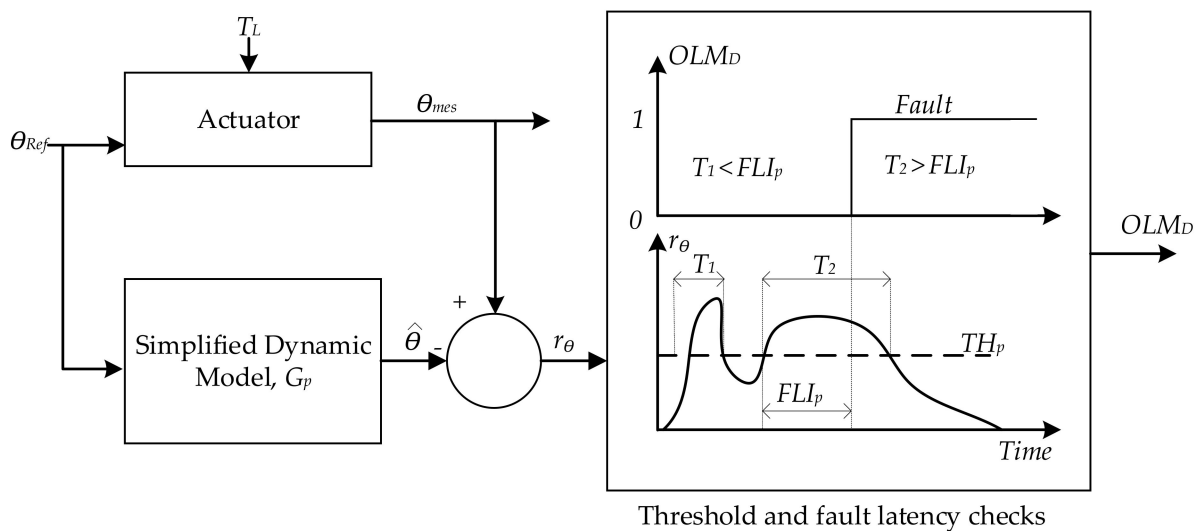 T_L
Actuator
θ_Ref
θ_mes
Simplified Dynamic
Model, G_p
θ̂
+
-
r_θ
OLM_D
1
0
Fault
T_1 < FLI_p
T_2 > FLI_p
r_θ
T_1
T_2
TH_p
FLI_p
Time
OLM_D
Threshold and fault latency checks